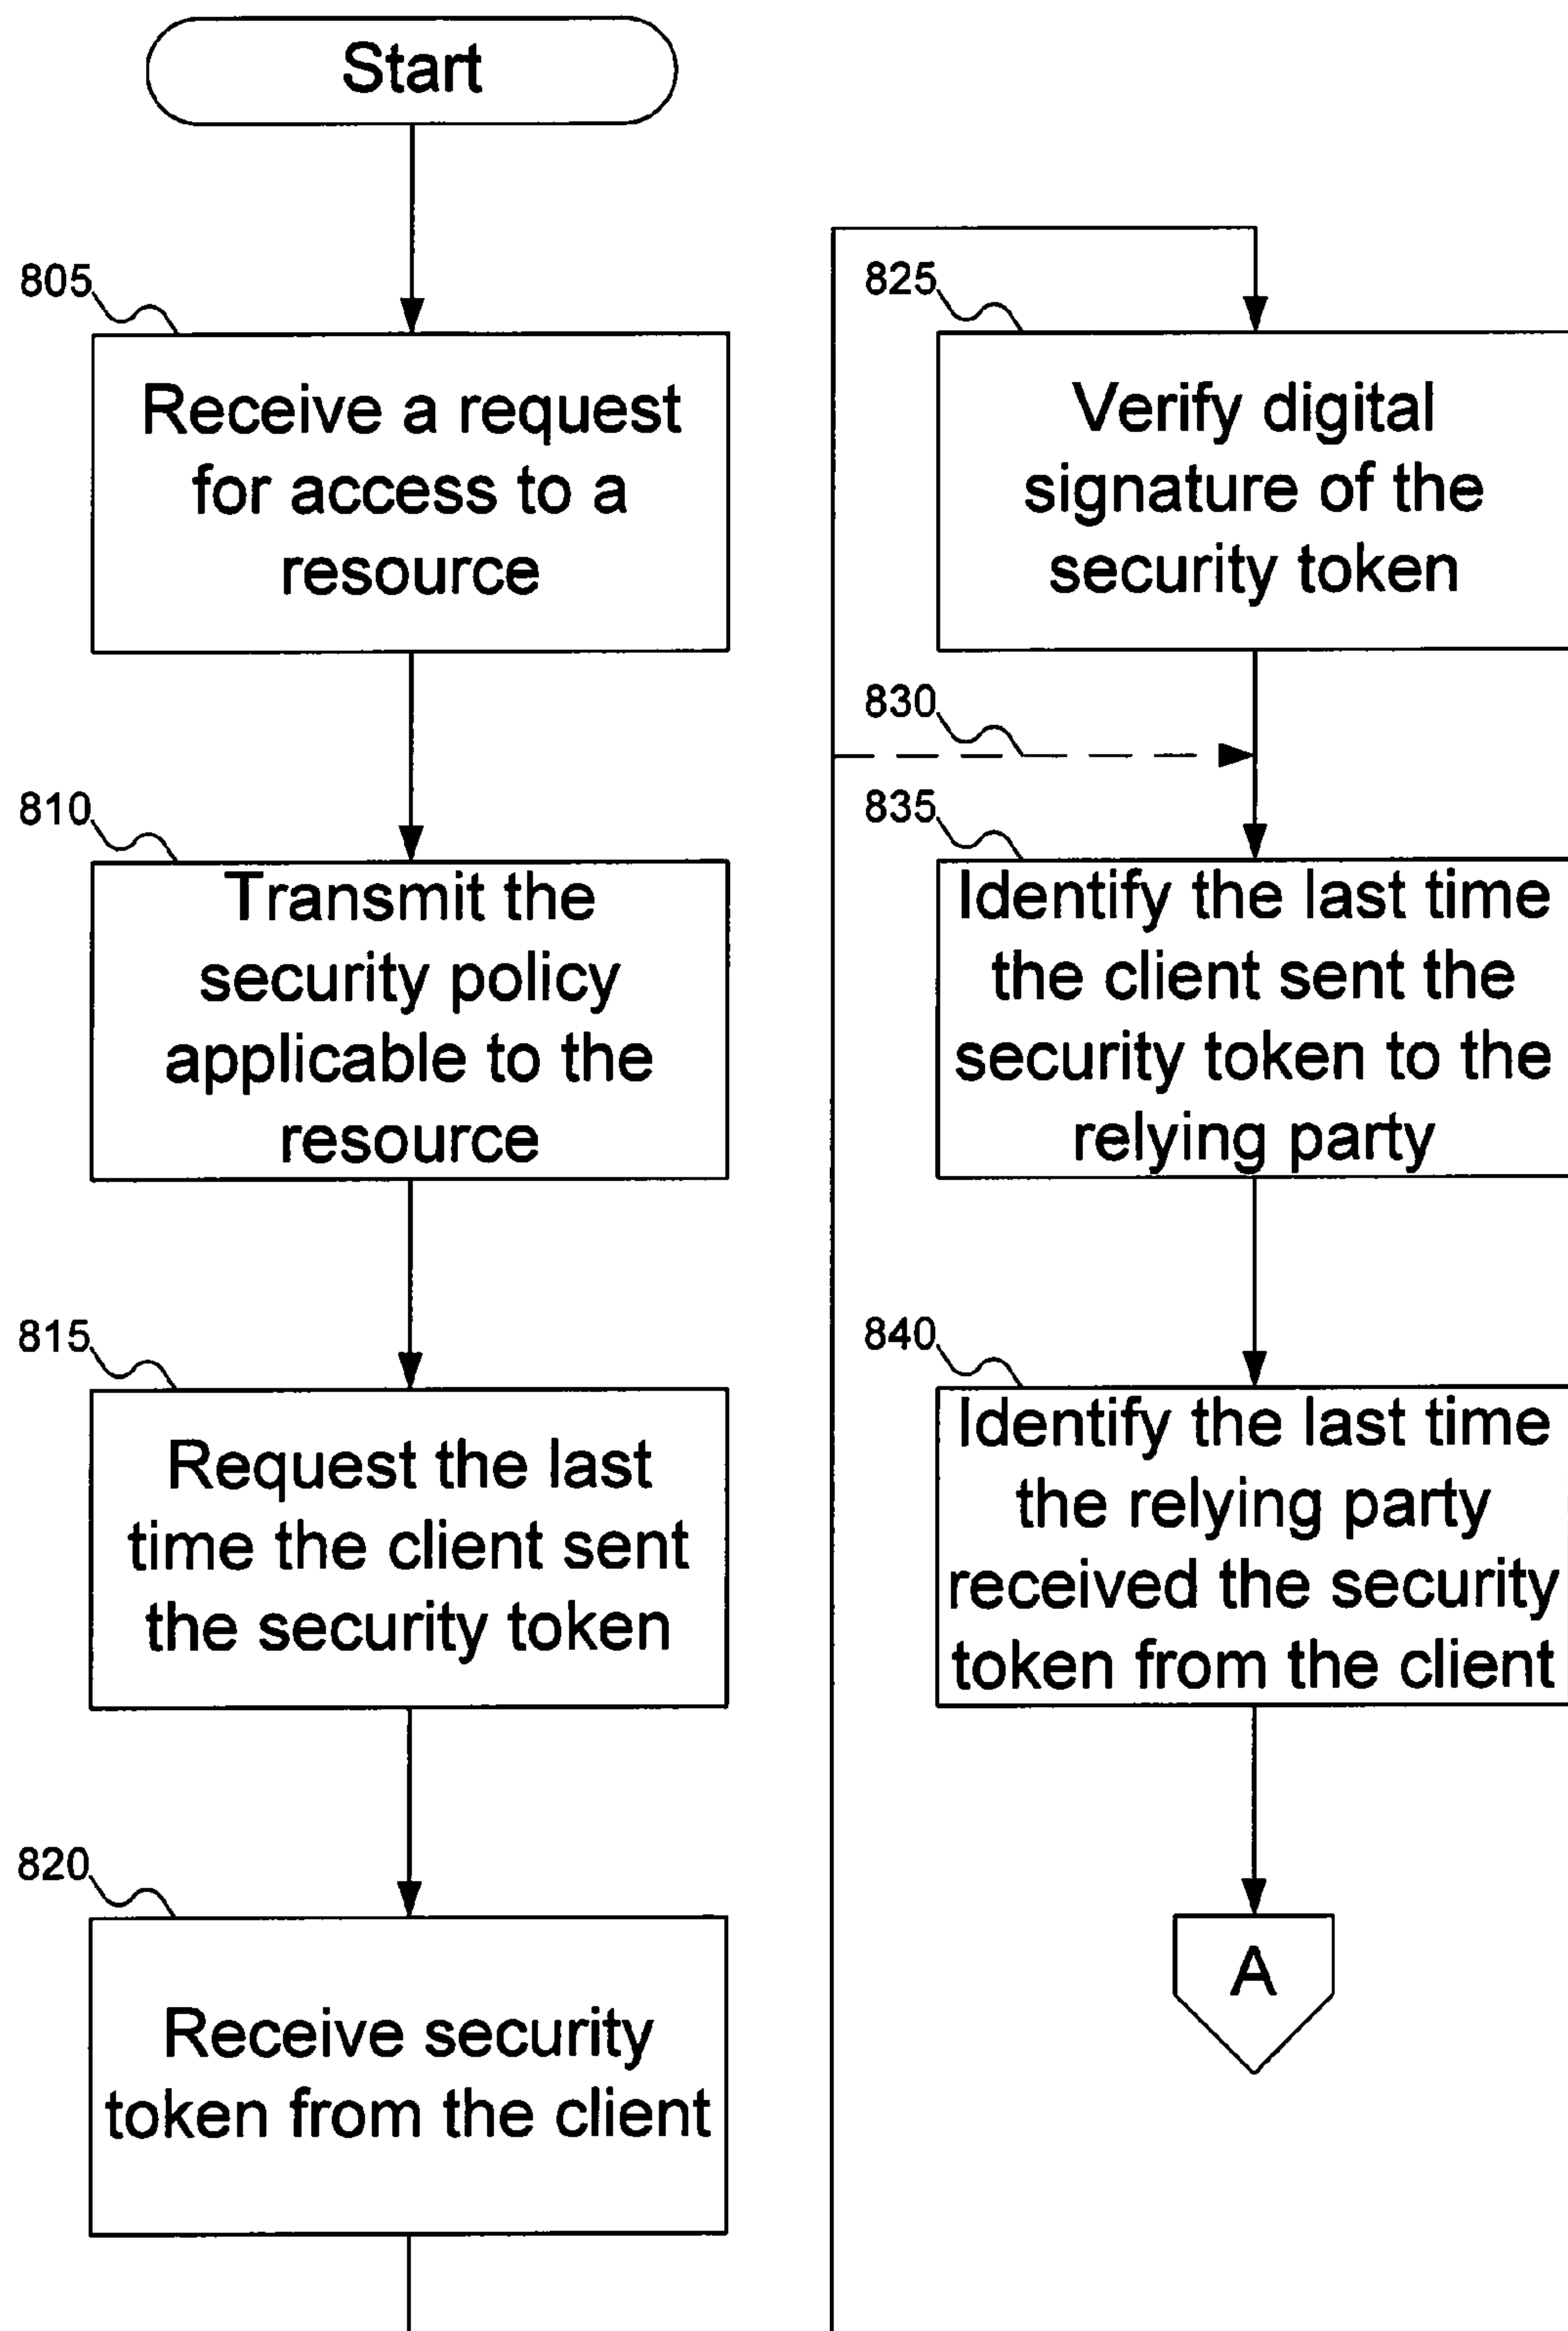 Start
805
Receive a request
for access to a
resource
810
Transmit the
security policy
applicable to the
resource
815
Request the last
time the client sent
the security token
820
Receive security
token from the client
825
Verify digital
signature of the
security token
830
835
Identify the last time
the client sent the
security token to the
relying party
840
Identify the last time
the relying party
received the security
token from the client
A